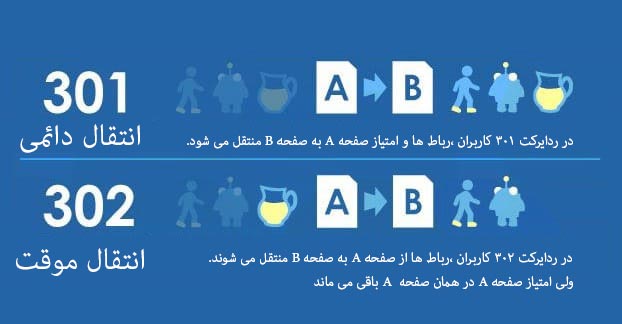 301
A B
انتقال دائمی
در ردایرکت ۳۰۱ کاربران ،رباط ها و امتیاز صفحه A به صفحه B منتقل می شود.
302
A B
انتقال موقت
در ردایرکت ۳۰۲ کاربران ،رباط ها از صفحه A به صفحه B منتقل می شوند.
ولی امتیاز صفحه A در همان صفحه A باقی می ماند